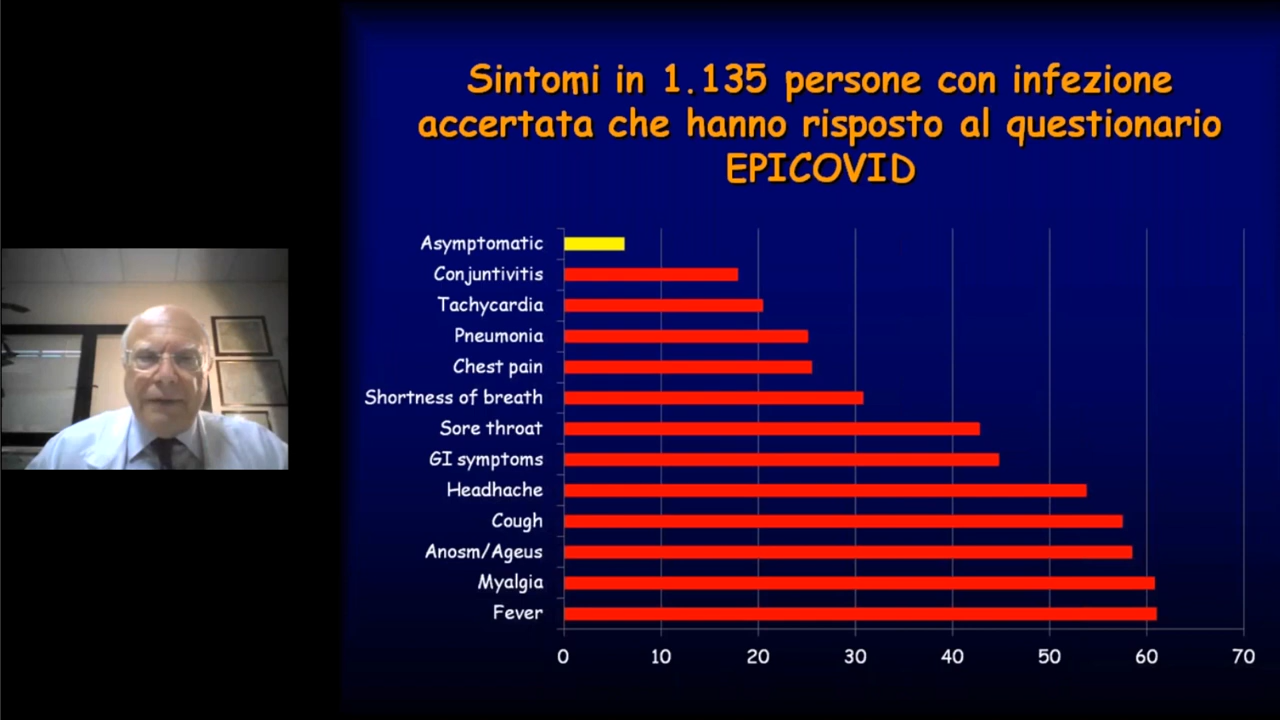 Sintomi in 1.135 persone con infezione
accertata che hanno risposto al questionario
EPICOVID
Asymptomatic
Conjuntivitis
Tachycardia
Pneumonia
Chest pain
Shortness of breath
Sore throat
GI symptoms
Headhache
Cough
Anosm/Ageus
Myalgia
Fever
0 10 20 30 40 50 60 70